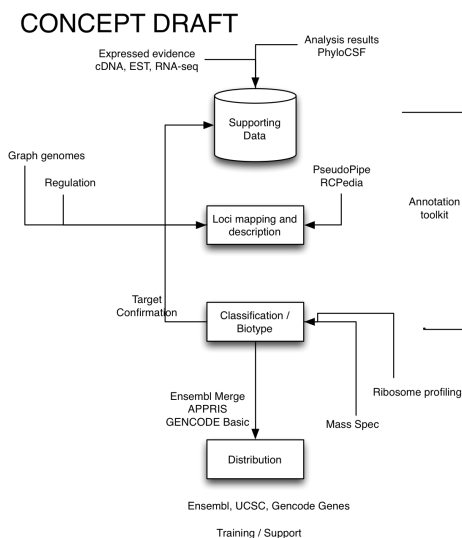 CONCEPT DRAFT
Expressed evidence
cDNA, EST, RNA-seq
Analysis results
PhyloCSF
Supporting
Data
Graph genomes
Regulation
PseudoPipe
RCPedia
Annotation
toolkit
Loci mapping and
description
Target
Confirmation
Classification /
Biotype
Ribosome profiling
Mass Spec
Ensembl Merge
APPRIS
GENCODE Basic
Distribution
Ensembl, UCSC, Gencode Genes
Training / Support